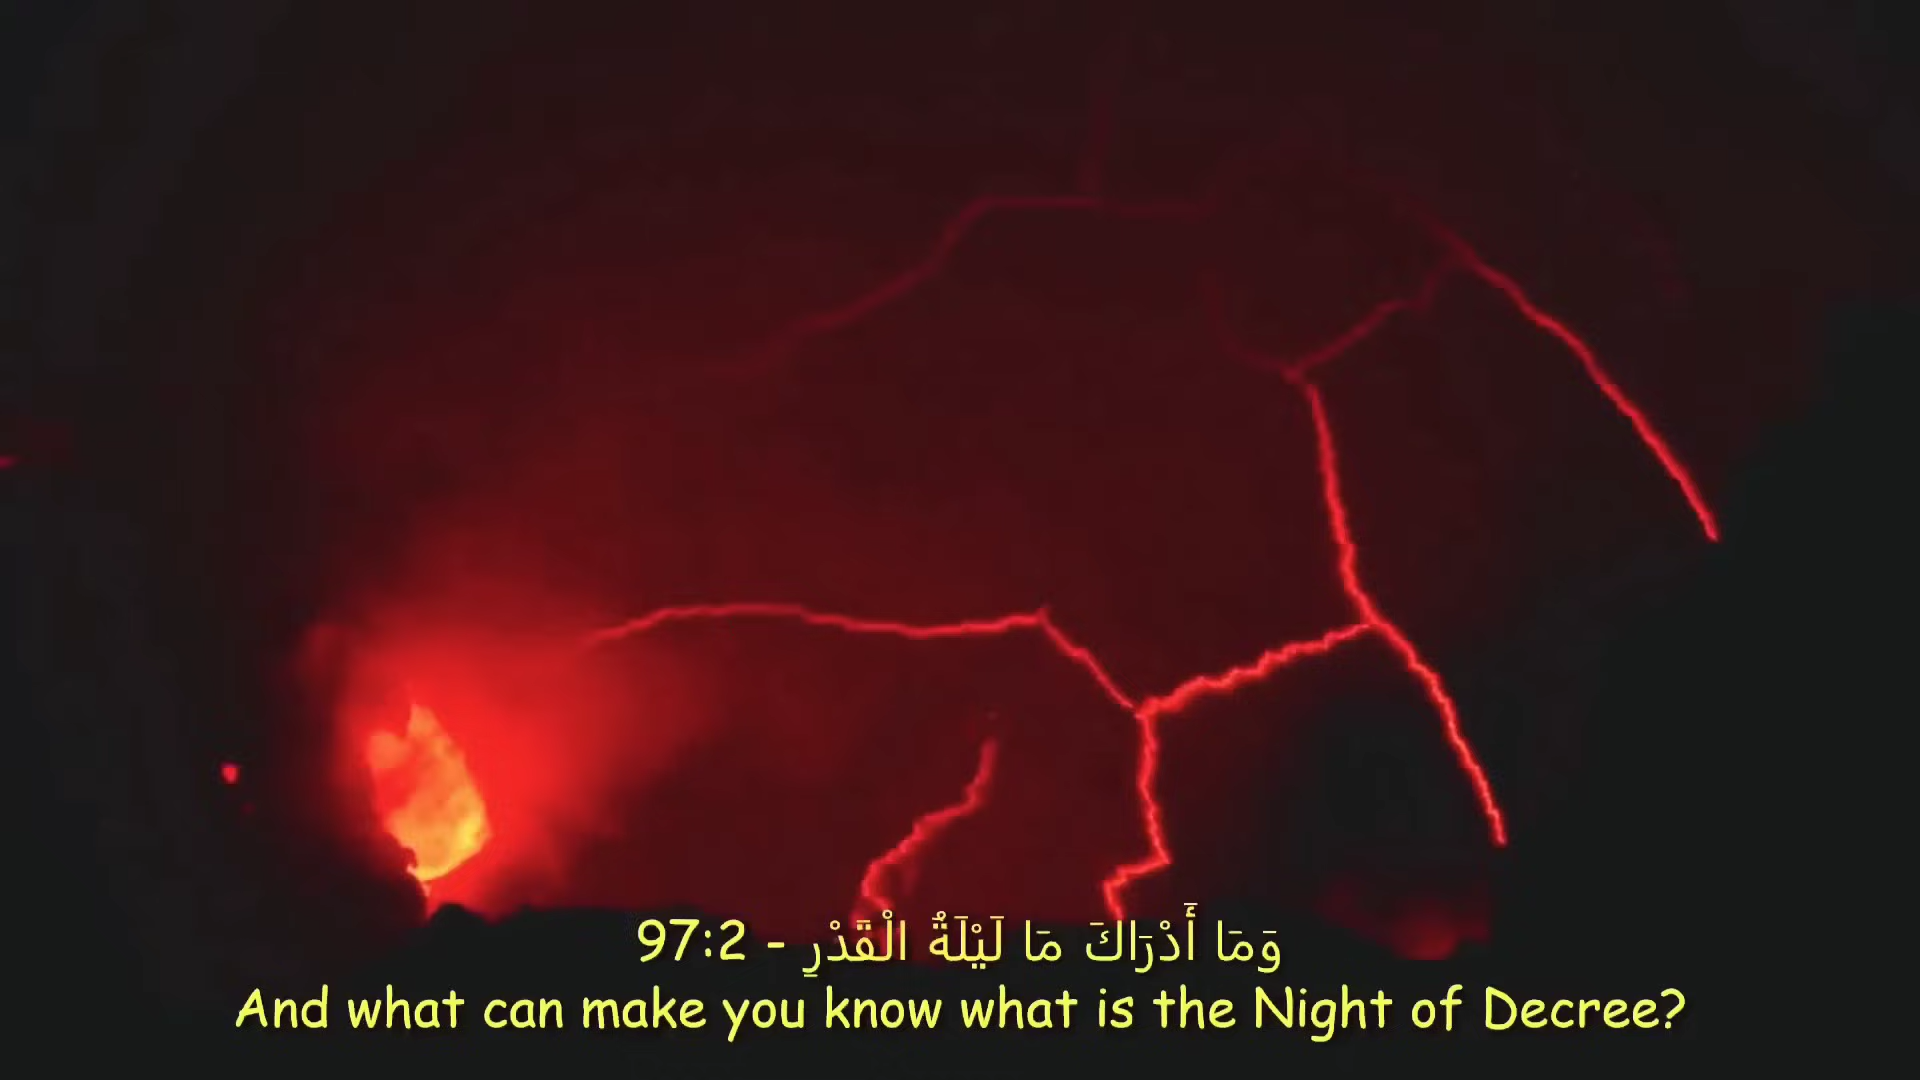 وَمَا أَدْرَاكَ مَا لَيْلَةُ الْقَدْرِ - 97:2
And what can make you know what is the Night of Decree?